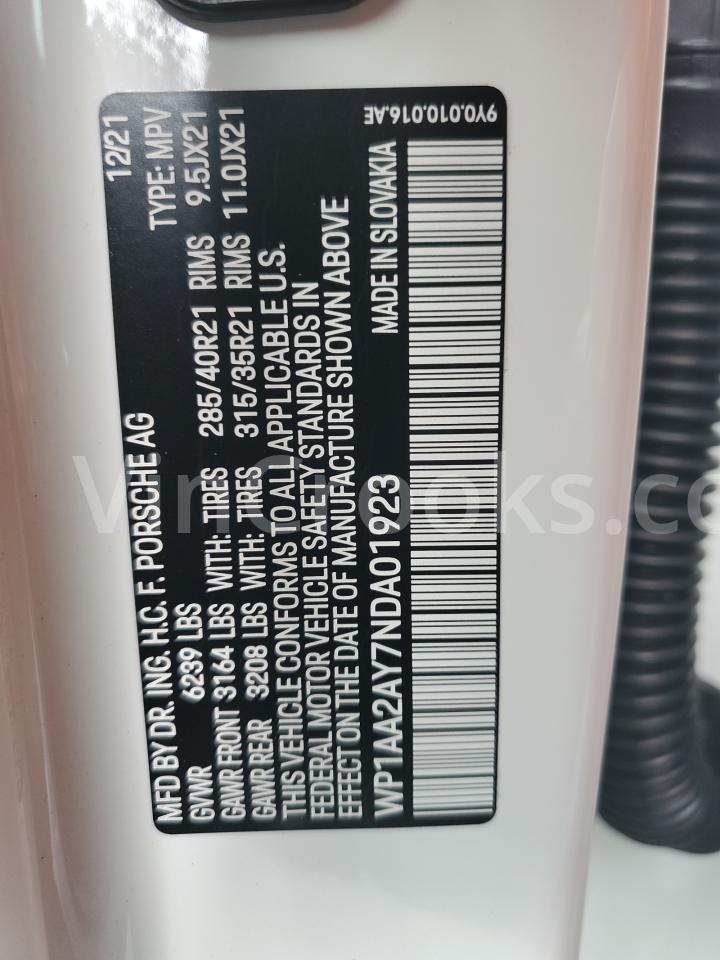 MFD BY DR. ING. H.C. F. PORSCHE AG 12/21
GVWR 6239 LBS TYPE: MPV
GAWR FRONT 3164 LBS WITH: TIRES 285/40R21 RIMS 9.5JX21
GAWR REAR 3208 LBS WITH: TIRES 315/35R21 RIMS 11.0JX21
THIS VEHICLE CONFORMS TO ALL APPLICABLE U.S.
FEDERAL MOTOR VEHICLE SAFETY STANDARDS IN
EFFECT ON THE DATE OF MANUFACTURE SHOWN ABOVE
WP1AA2AY7NDA01923 MADE IN SLOVAKIA
9Y0.010.016.AE
VinCrooks.com